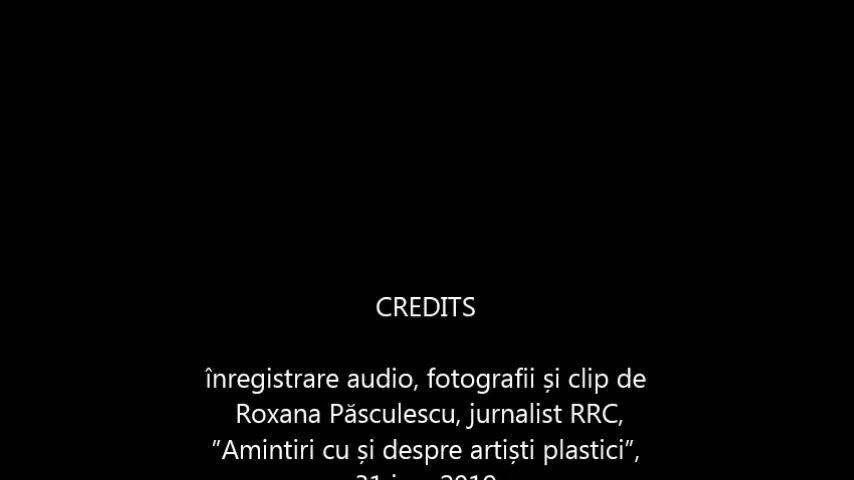 CREDITS
înregistrare audio, fotografii și clip de
Roxana Păsculescu, jurnalist RRC,
”Amintiri cu și despre artiști plastici”,